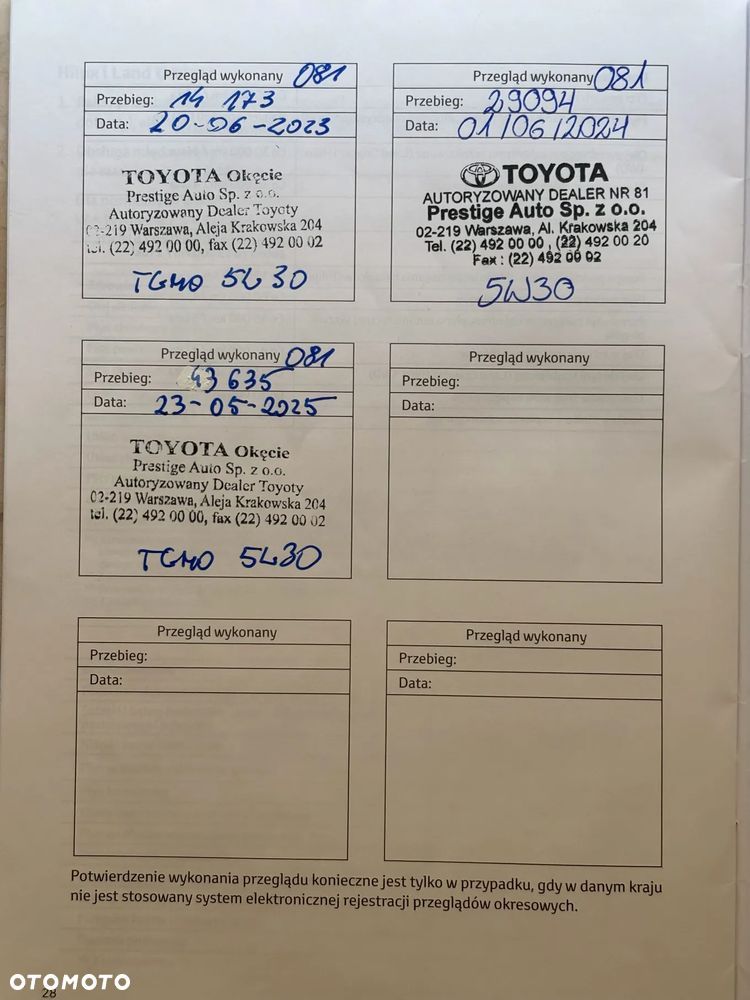 Przegląd wykonany 081
Przebieg: 14 173
Data: 20-06-2023
TOYOTA Okęcie
Prestige Auto Sp. z o.o.
Autoryzowany Dealer Toyoty
02-219 Warszawa, Aleja Krakowska 204
tel. (22) 492 00 00, fax (22) 492 00 02
TGMO 5W30
Przegląd wykonany 081
Przebieg: 29094
Data: 01/06/2024
TOYOTA
AUTORYZOWANY DEALER NR 81
Prestige Auto Sp. z o.o.
02-219 Warszawa, Al. Krakowska 204
Tel. (22) 492 00 00 , (22) 492 00 20
Fax : (22) 492 00 02
5W30
Przegląd wykonany 081
Przebieg: 43 635
Data: 23-05-2025
TOYOTA Okęcie
Prestige Auto Sp. z o.o.
Autoryzowany Dealer Toyoty
02-219 Warszawa, Aleja Krakowska 204
tel. (22) 492 00 00, fax (22) 492 00 02
TGMO 5W30
Przegląd wykonany
Przebieg:
Data:
Przegląd wykonany
Przebieg:
Data:
Przegląd wykonany
Przebieg:
Data:
Potwierdzenie wykonania przeglądu konieczne jest tylko w przypadku, gdy w danym kraju
nie jest stosowany system elektronicznej rejestracji przeglądów okresowych.
28
OTOMOTO